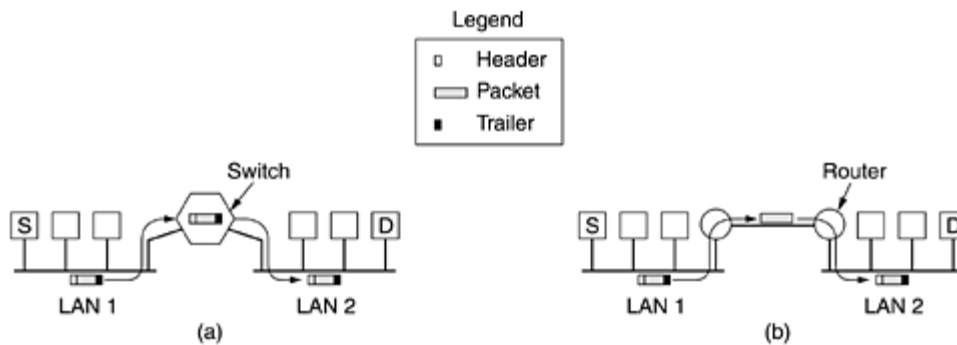 Legend
Header
Packet
Trailer
Switch
Router
S
D
S
D
LAN 1
LAN 2
LAN 1
LAN 2
(a)
(b)